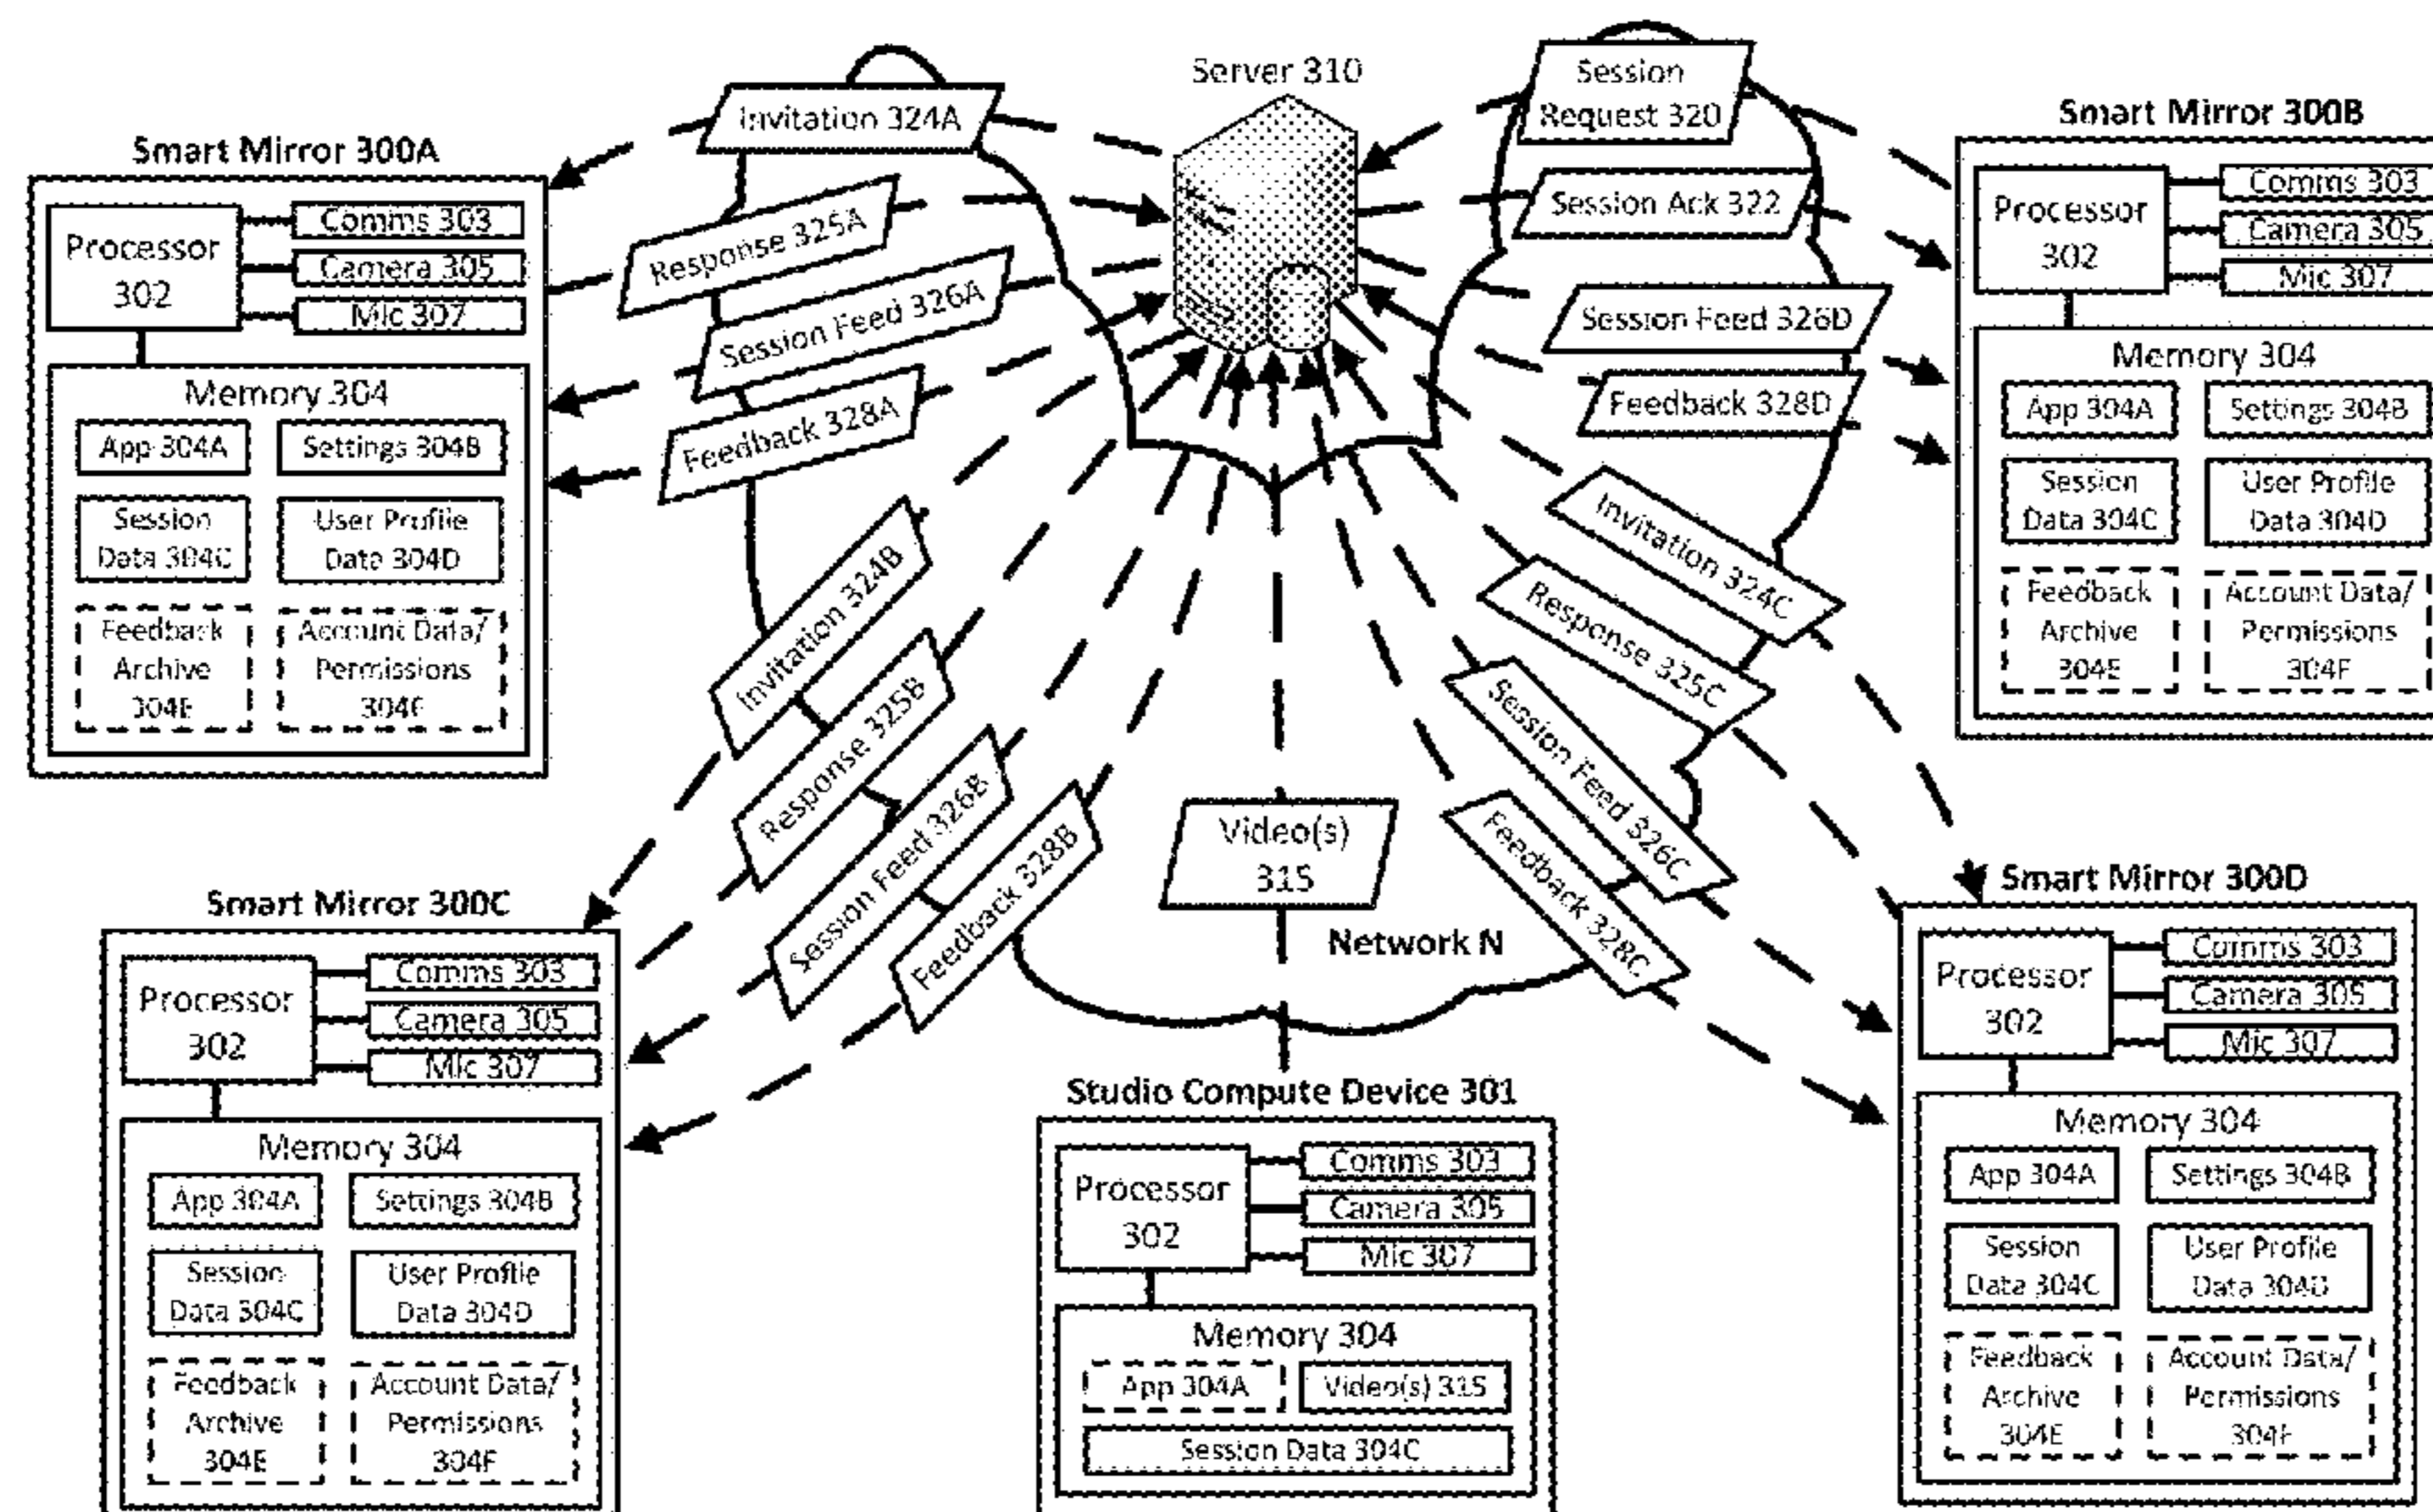 Server 310
Invitation 324A
Response 325A
Session Feed 326A
Feedback 328A
Session
Request 320
Session Ack 322
Session Feed 326D
Feedback 328D
Smart Mirror 300A
Processor
302
Comms 303
Camera 305
Mic 307
Memory 304
App 304A
Settings 304B
Session
Data 304C
User Profile
Data 304D
Feedback
Archive
304E
Account Data/
Permissions
304F
Smart Mirror 300B
Processor
302
Comms 303
Camera 305
Mic 307
Memory 304
App 304A
Settings 304B
Session
Data 304C
User Profile
Data 304D
Feedback
Archive
304E
Account Data/
Permissions
304F
Invitation 324B
Response 325B
Session Feed 326B
Feedback 328B
Video(s)
315
Network N
Invitation 324C
Response 325C
Session Feed 326C
Feedback 328C
Smart Mirror 300C
Processor
302
Comms 303
Camera 305
Mic 307
Memory 304
App 304A
Settings 304B
Session
Data 304C
User Profile
Data 304D
Feedback
Archive
304E
Account Data/
Permissions
304F
Studio Compute Device 301
Processor
302
Comms 303
Camera 305
Mic 307
Memory 304
App 304A
Video(s) 315
Session Data 304C
Smart Mirror 300D
Processor
302
Comms 303
Camera 305
Mic 307
Memory 304
App 304A
Settings 304B
Session
Data 304C
User Profile
Data 304D
Feedback
Archive
304E
Account Data/
Permissions
304F